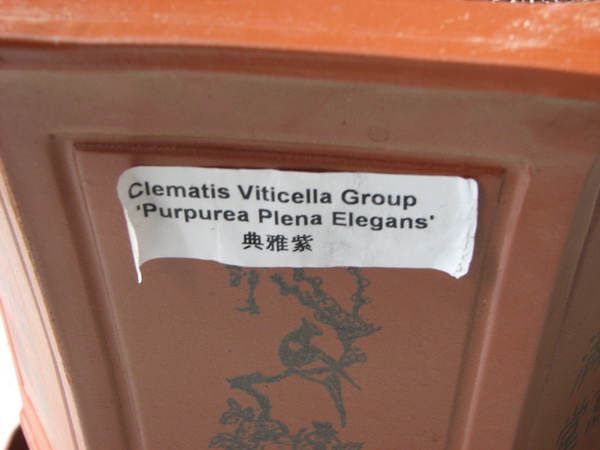 Clematis Viticella Group
'Purpurea Plena Elegans'
典雅紫